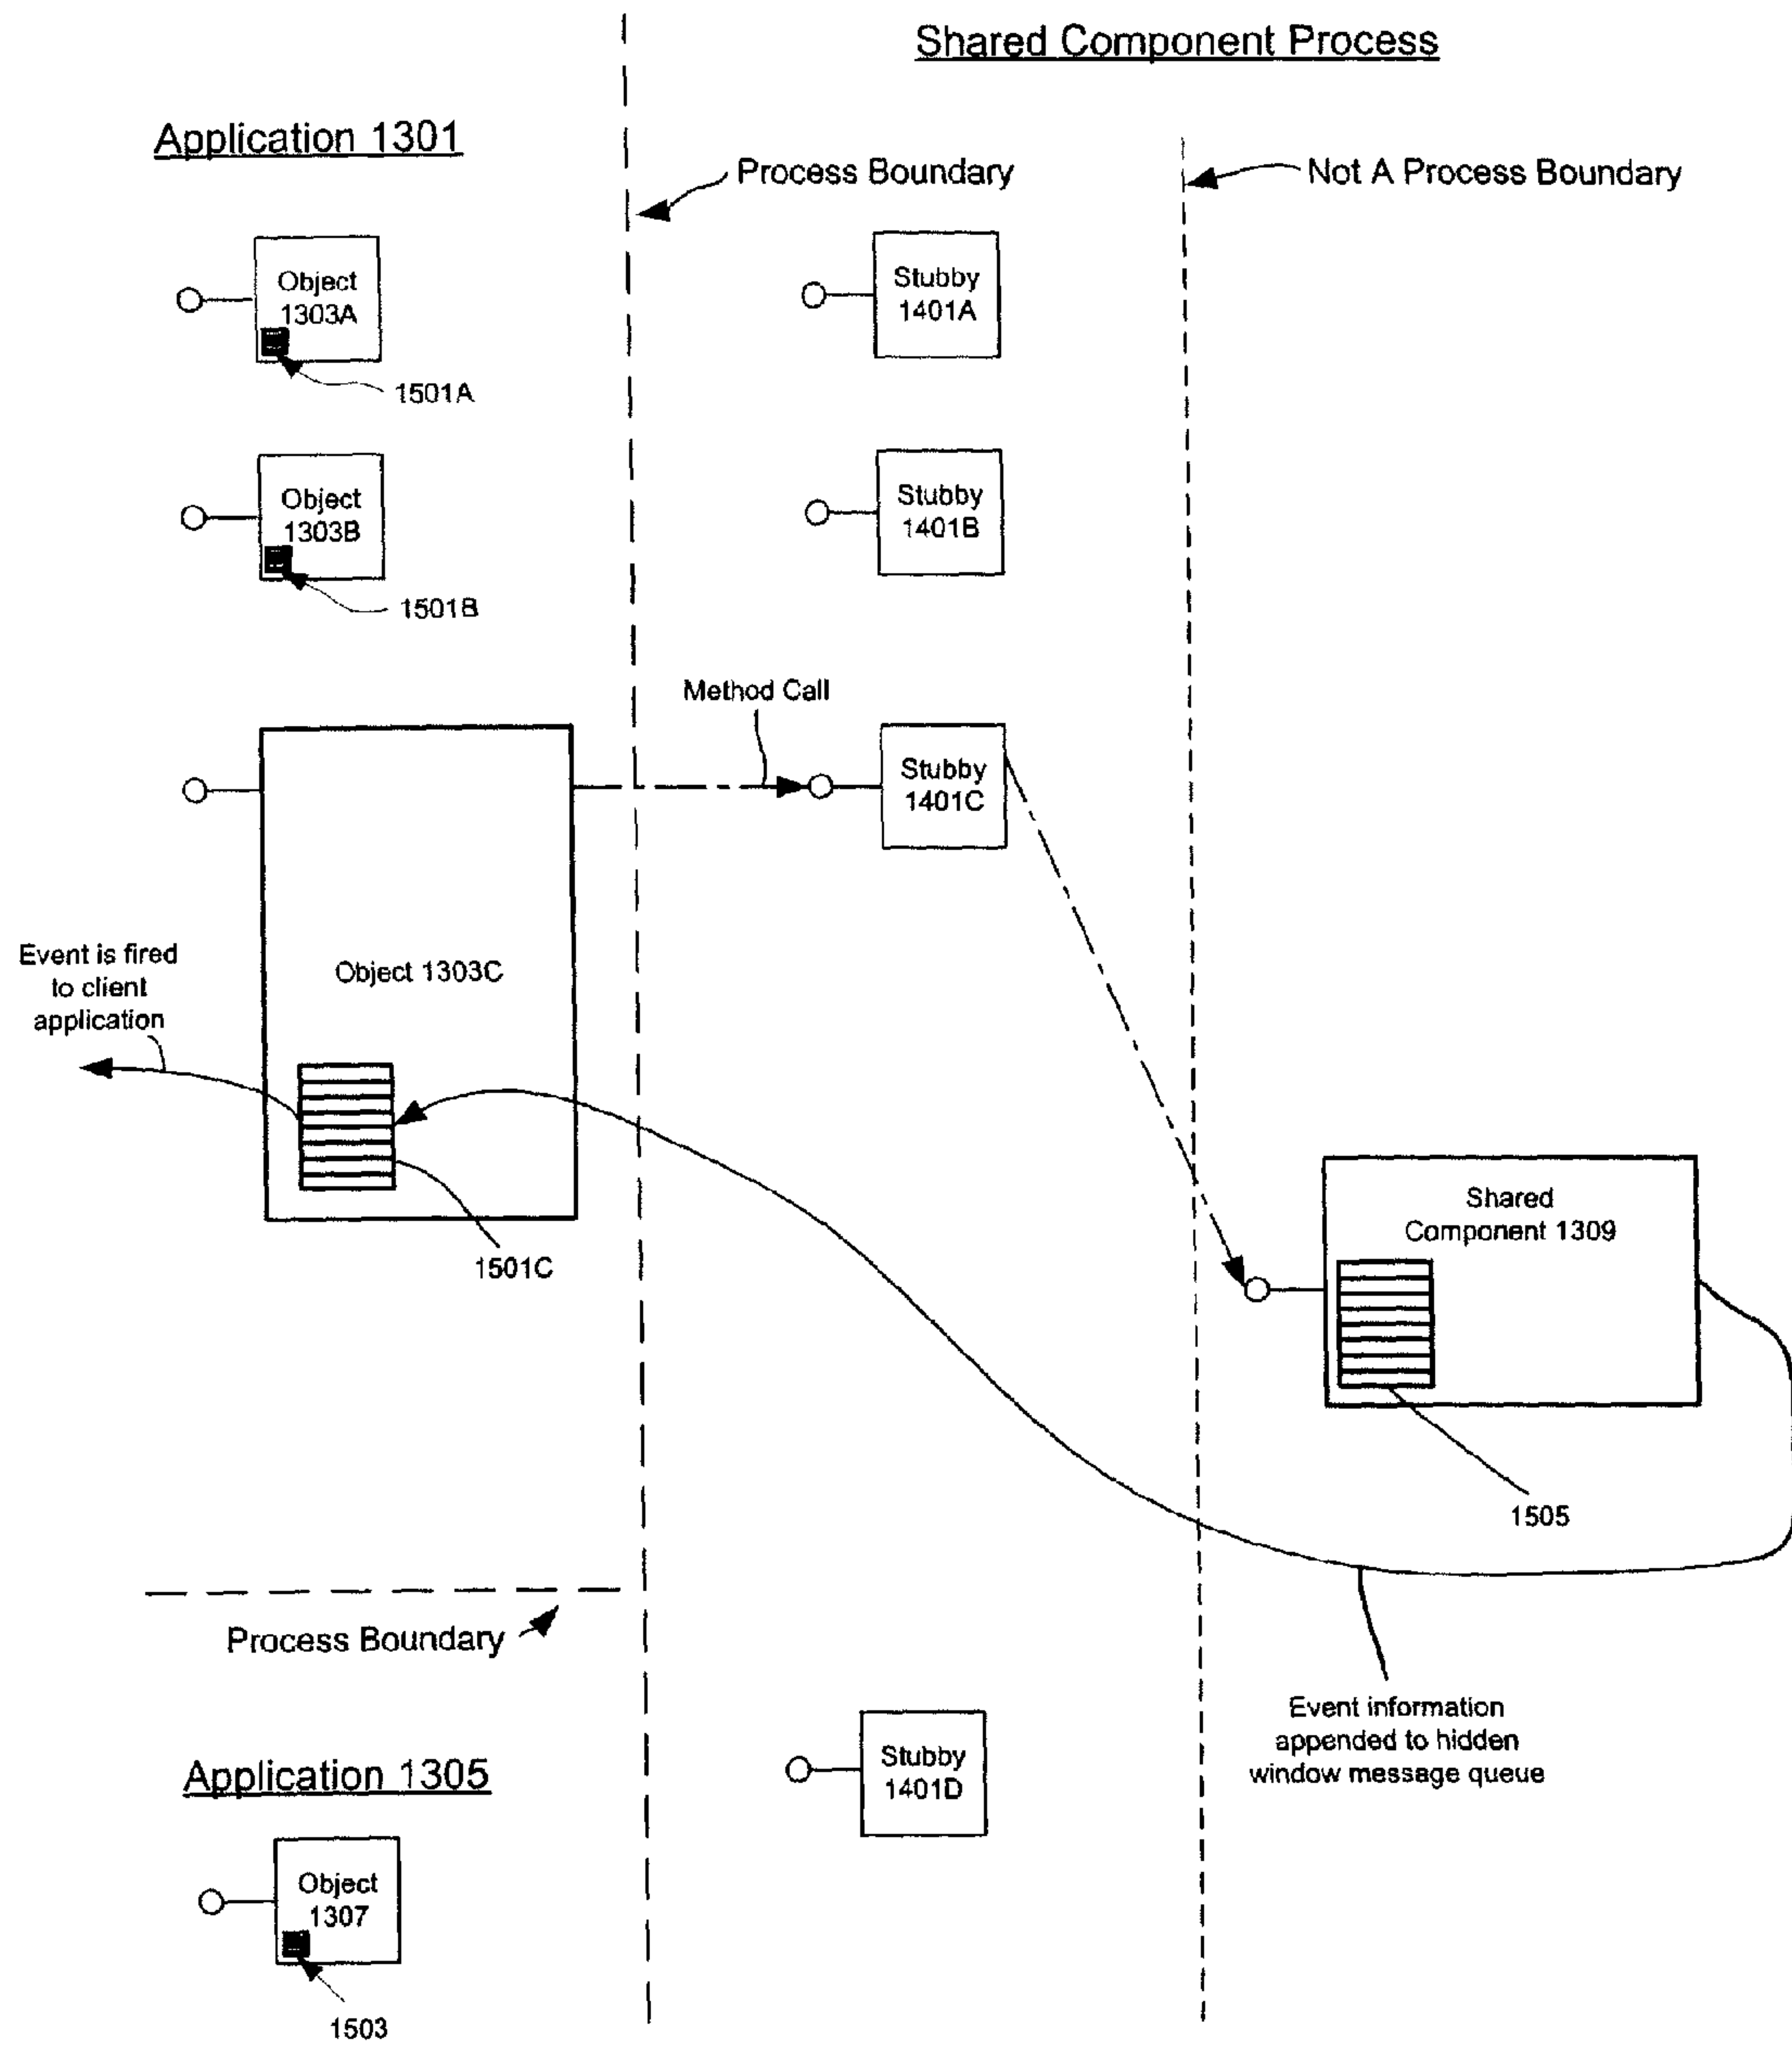 Shared Component Process
Application 1301
Process Boundary
Not A Process Boundary
Object
1303A
1501A
Stubby
1401A
Object
1303B
1501B
Stubby
1401B
Method Call
Stubby
1401C
Event is fired
to client
application
Object 1303C
1501C
Shared
Component 1309
1505
Process Boundary
Event information
appended to hidden
window message queue
Stubby
1401D
Application 1305
Object
1307
1503